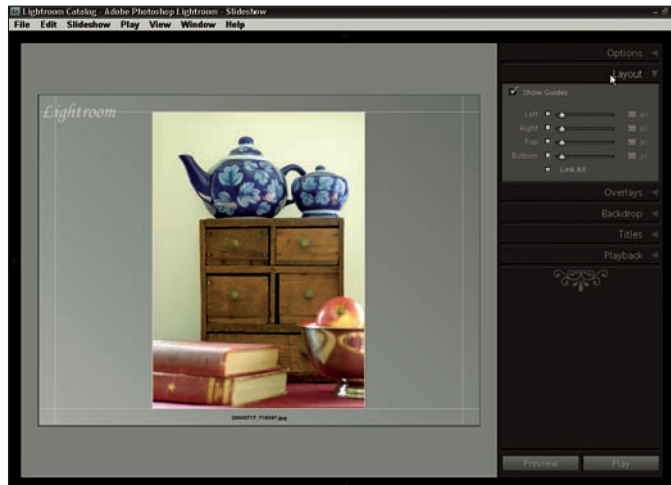 Lightroom Catalog - Adobe Photoshop Lightroom - Slideshow
File Edit Slideshow Play View Window Help
Options
Layout
Show Guides
Left
Right
Top
Bottom
Link All
Overlays
Backdrop
Titles
Playback
Lightroom
Preview Play